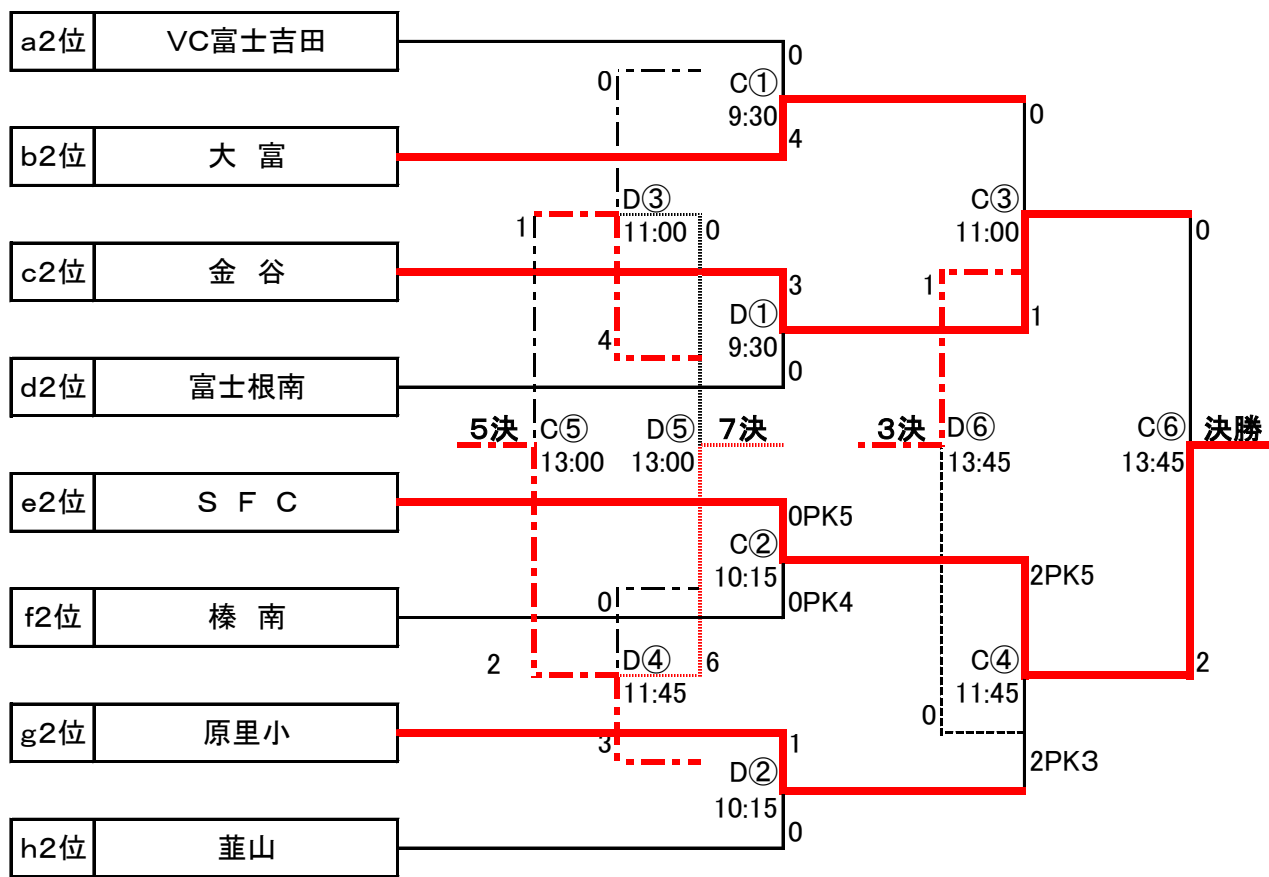 a2位 VC富士吉田
0
0
C①
9:30
4
0
b2位 大 富
D③
11:00
1
0
C③
11:00
0
c2位 金 谷
3
1
D①
9:30
4
1
0
d2位 富士根南
5決
C⑤
13:00
D⑤
13:00
7決
3決
D⑥
13:45
C⑥
13:45
決勝
e2位 S F C
0PK5
C②
10:15
2PK5
0
0PK4
f2位 榛 南
2
D④
11:45
6
C④
11:45
2
0
g2位 原里小
3
1
2PK3
D②
10:15
0
h2位 韮山